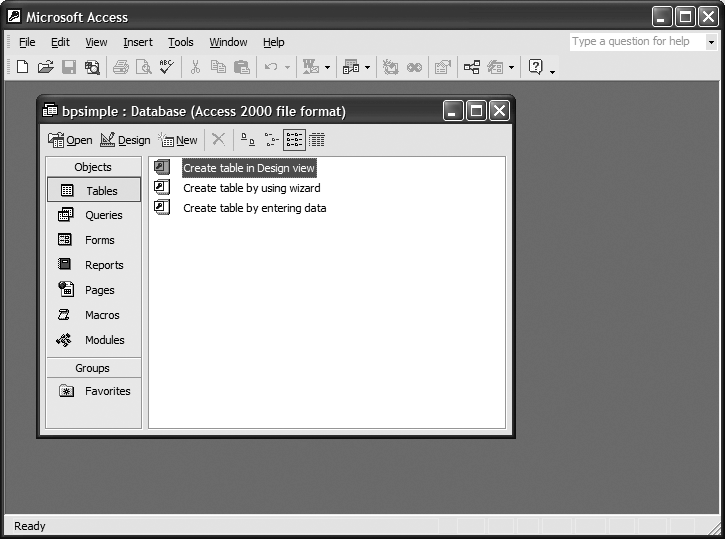 Microsoft Access
File Edit View Insert Tools Window Help Type a question for help
bpsimple : Database (Access 2000 file format)
Open Design New
Objects
Tables
Queries
Forms
Reports
Pages
Macros
Modules
Groups
Favorites
Create table in Design view
Create table by using wizard
Create table by entering data
Ready